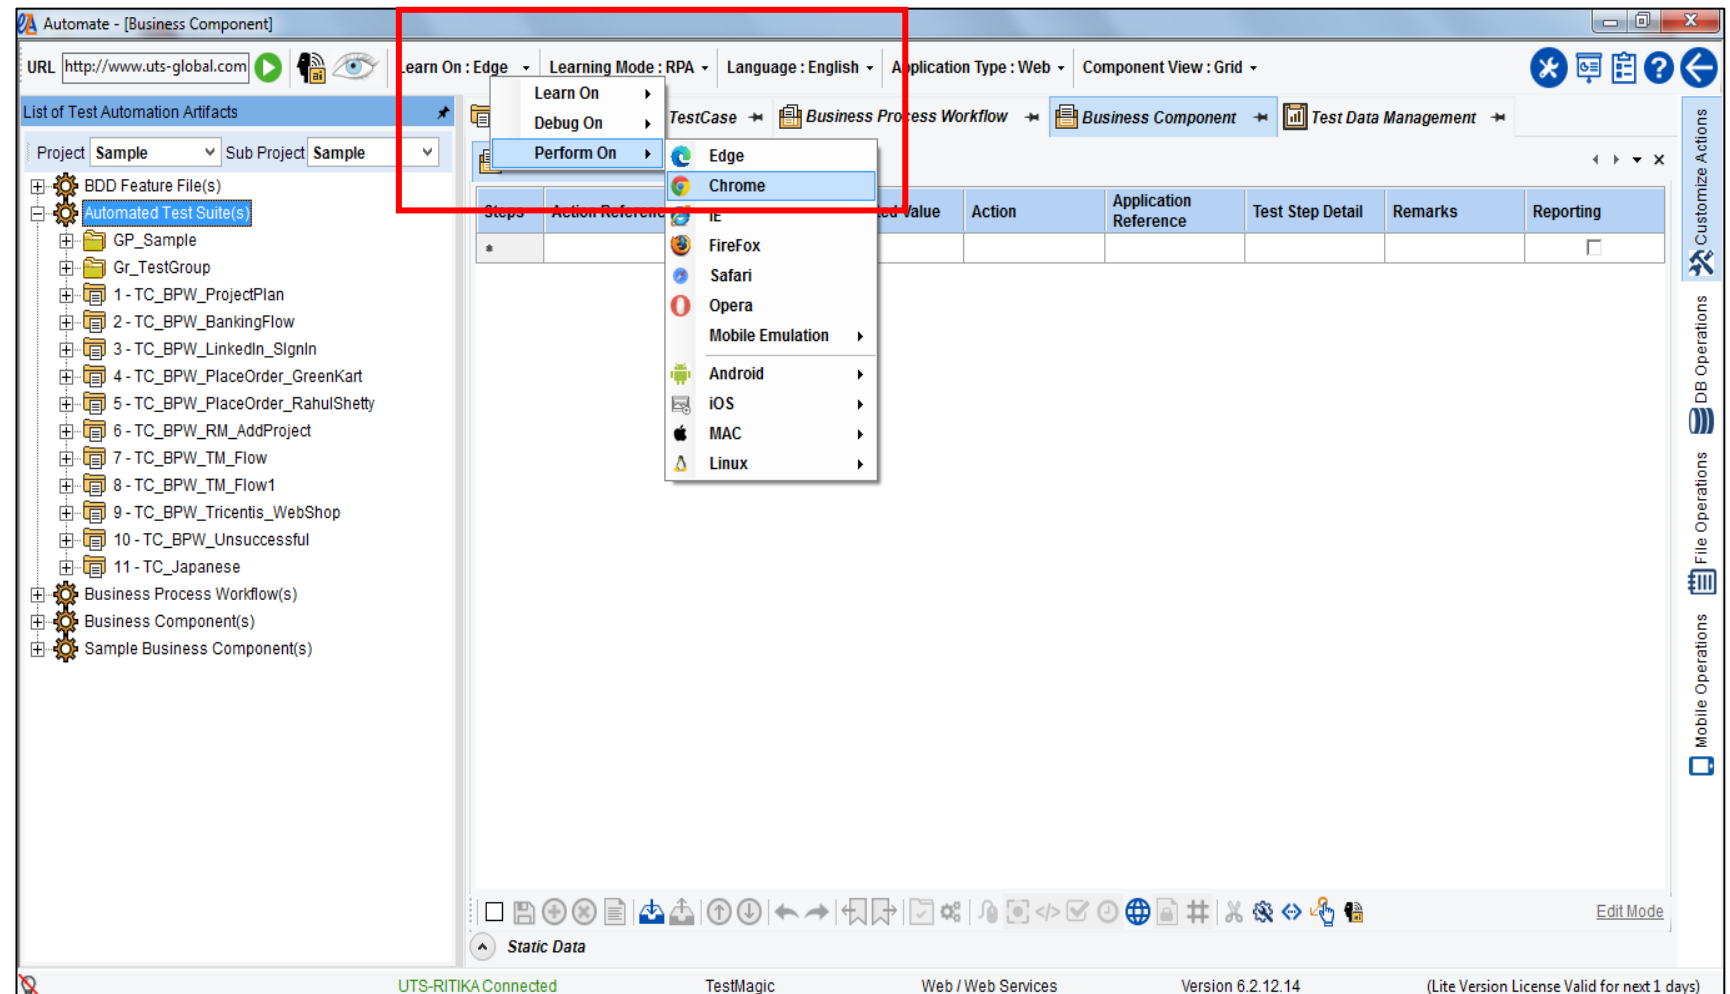 Automate - [Business Component]
URL http://www.uts-global.com
ai
Learn On : Edge
Learning Mode : RPA
Language : English
Application Type : Web
Component View : Grid
List of Test Automation Artifacts
Project Sample Sub Project Sample
BDD Feature File(s)
Automated Test Suite(s)
GP_Sample
Gr_TestGroup
1 - TC_BPW_ProjectPlan
2 - TC_BPW_BankingFlow
3 - TC_BPW_LinkedIn_SIgnIn
4 - TC_BPW_PlaceOrder_GreenKart
5 - TC_BPW_PlaceOrder_RahulShetty
6 - TC_BPW_RM_AddProject
7 - TC_BPW_TM_Flow
8 - TC_BPW_TM_Flow1
9 - TC_BPW_Tricentis_WebShop
10 - TC_BPW_Unsuccessful
11 - TC_Japanese
Business Process Workflow(s)
Business Component(s)
Sample Business Component(s)
Learn On
Debug On
Perform On
TestCase
Business Process Workflow
Business Component
Test Data Management
Edge
Chrome
IE
FireFox
Safari
Opera
Mobile Emulation
Android
iOS
MAC
Linux
Steps
Action Reference
Value
Action
Application Reference
Test Step Detail
Remarks
Reporting
*
Customize Actions
DB Operations
File Operations
Mobile Operations
Edit Mode
Static Data
UTS-RITIKA Connected
TestMagic
Web / Web Services
Version 6.2.12.14
(Lite Version License Valid for next 1 days)